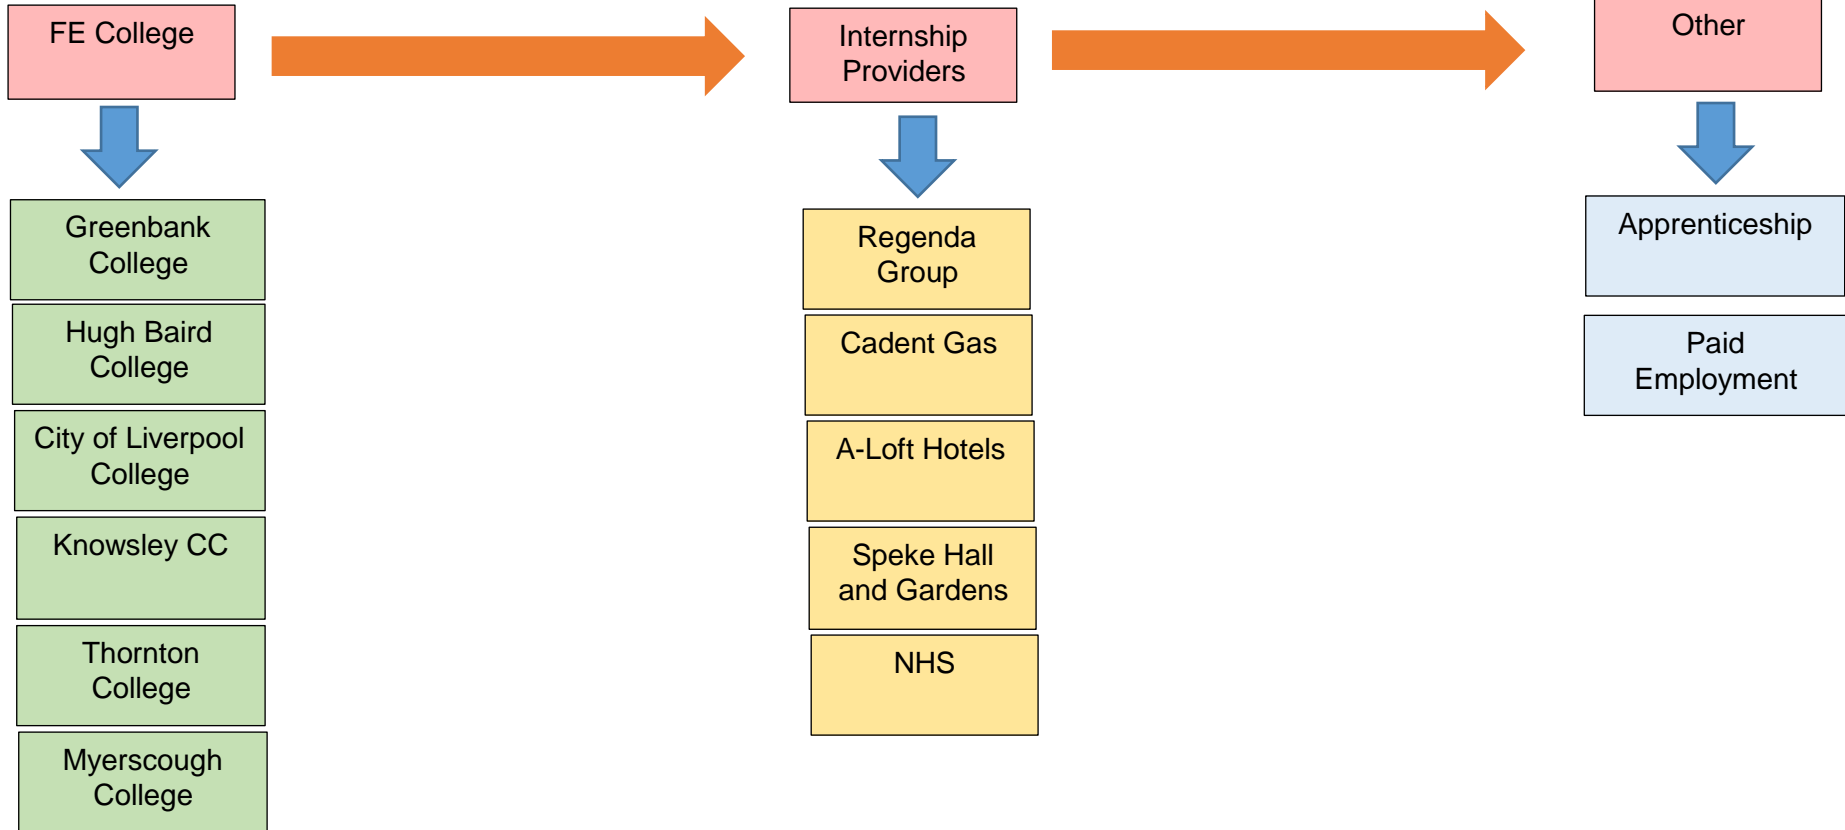 FE College
Internship
Providers
Other
Greenbank
College
Hugh Baird
College
City of Liverpool
College
Knowsley CC
Thornton
College
Myerscough
College
Regenda
Group
Cadent Gas
A-Loft Hotels
Speke Hall
and Gardens
NHS
Apprenticeship
Paid
Employment